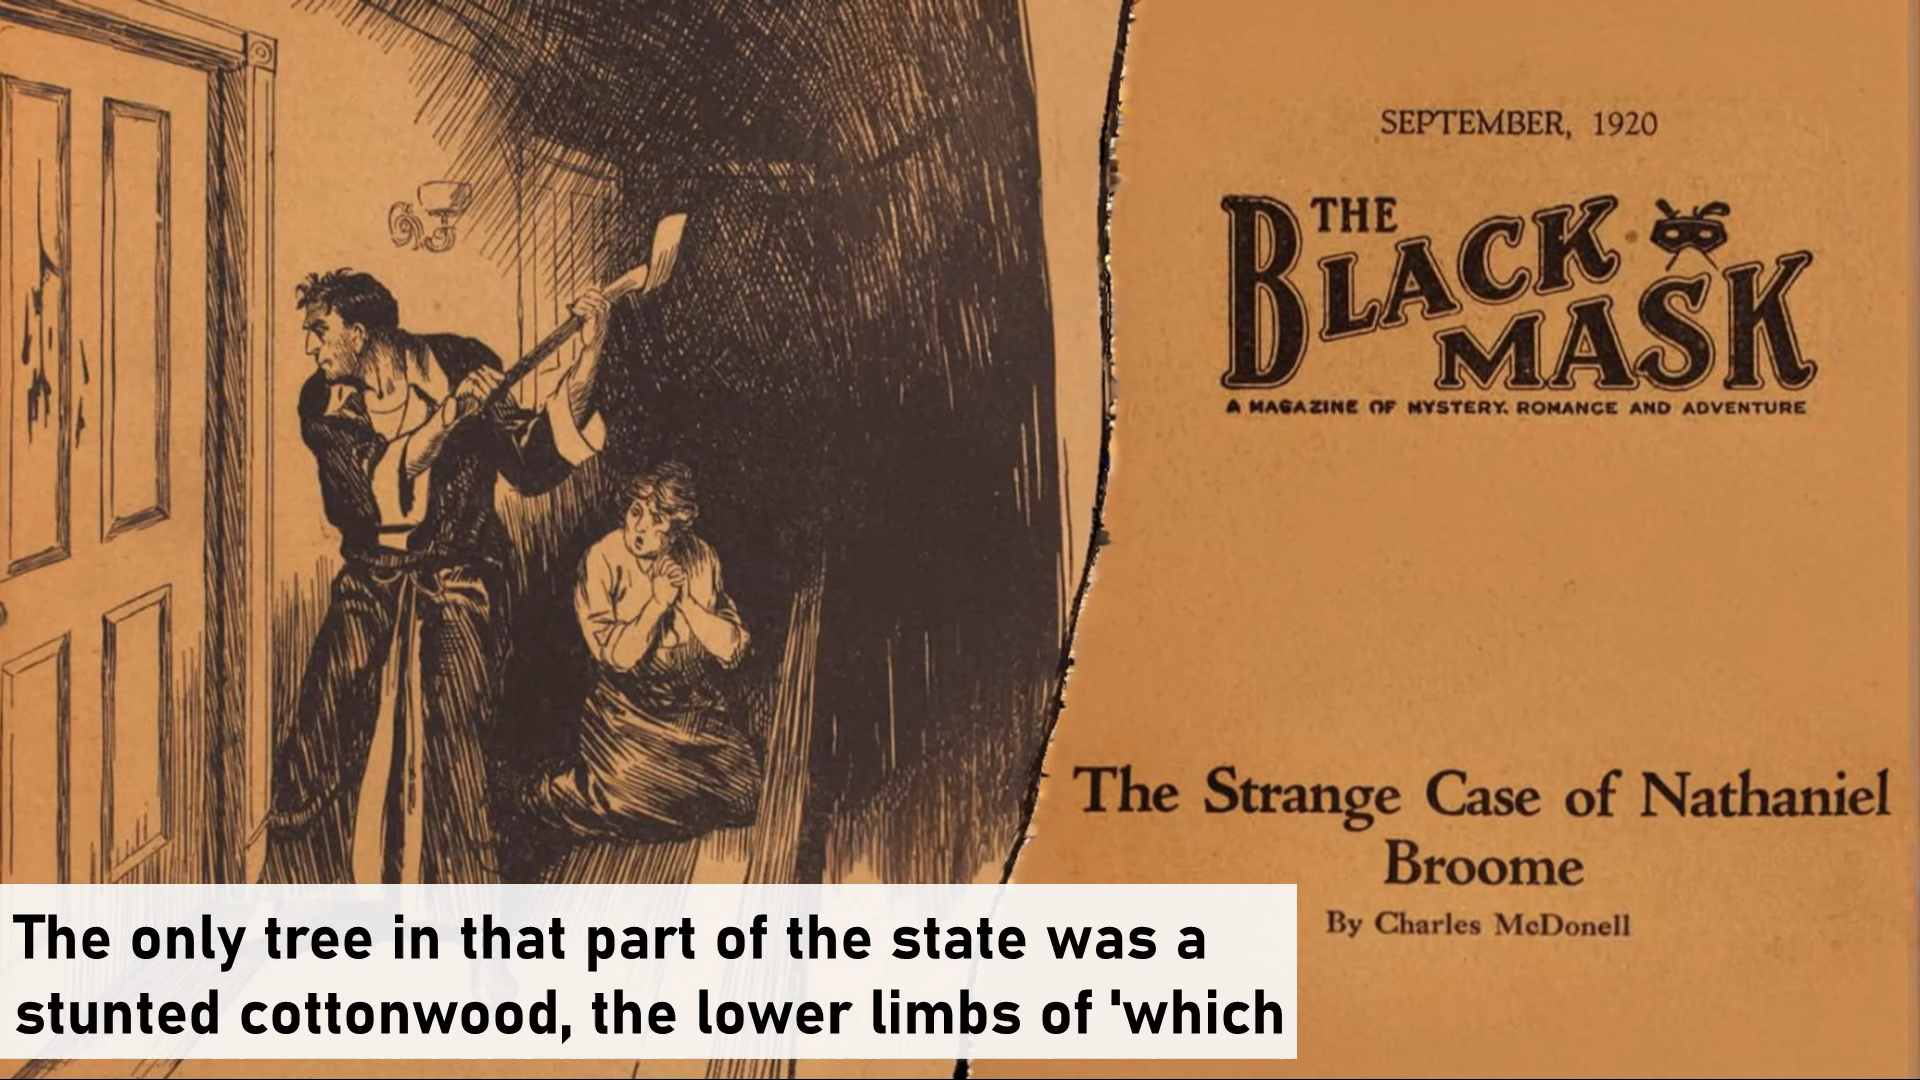 SEPTEMBER, 1920
THE
BLACK
MASK
A MAGAZINE OF MYSTERY, ROMANCE AND ADVENTURE
The Strange Case of Nathaniel
Broome
By Charles McDonell
The only tree in that part of the state was a
stunted cottonwood, the lower limbs of 'which